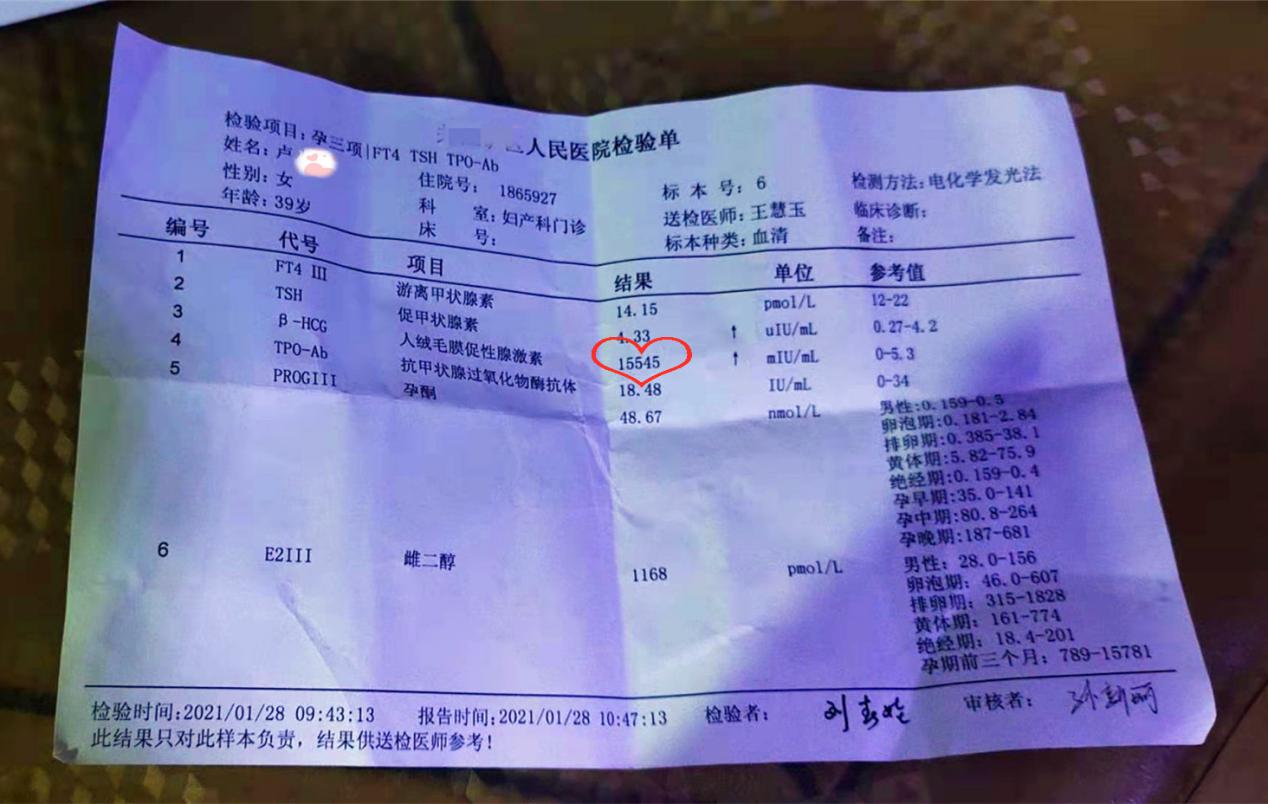 人民医院检验单
检验项目:孕三项|FT4 TSH TPO-Ab
姓名:卢 住院号: 1865927 标 本 号: 6 检测方法:电化学发光法
性别:女 科 室:妇产科门诊 送检医师:王慧玉 临床诊断:
年龄:39岁 床 号: 标本种类:血清 备注:
编号 代号 项目 结果 单位 参考值
1 FT4 III 游离甲状腺素 14.15 pmol/L 12-22
2 TSH 促甲状腺素 4.33 ↑ uIU/mL 0.27-4.2
3 β-HCG 人绒毛膜促性腺激素 15545 ↑ mIU/mL 0-5.3
4 TPO-Ab 抗甲状腺过氧化物酶抗体 18.48 IU/mL 0-34
5 PROGIII 孕酮 48.67 nmol/L 男性:0.159-0.5
卵泡期:0.181-2.84
排卵期:0.385-38.1
黄体期:5.82-75.9
绝经期:0.159-0.4
孕早期:35.0-141
孕中期:80.8-264
孕晚期:187-681
6 E2III 雌二醇 1168 pmol/L 男性: 28.0-156
卵泡期: 46.0-607
排卵期: 315-1828
黄体期: 161-774
绝经期: 18.4-201
孕期前三个月: 789-15781
检验时间:2021/01/28 09:43:13 报告时间:2021/01/28 10:47:13 检验者: 审核者:
此结果只对此样本负责，结果供送检医师参考!